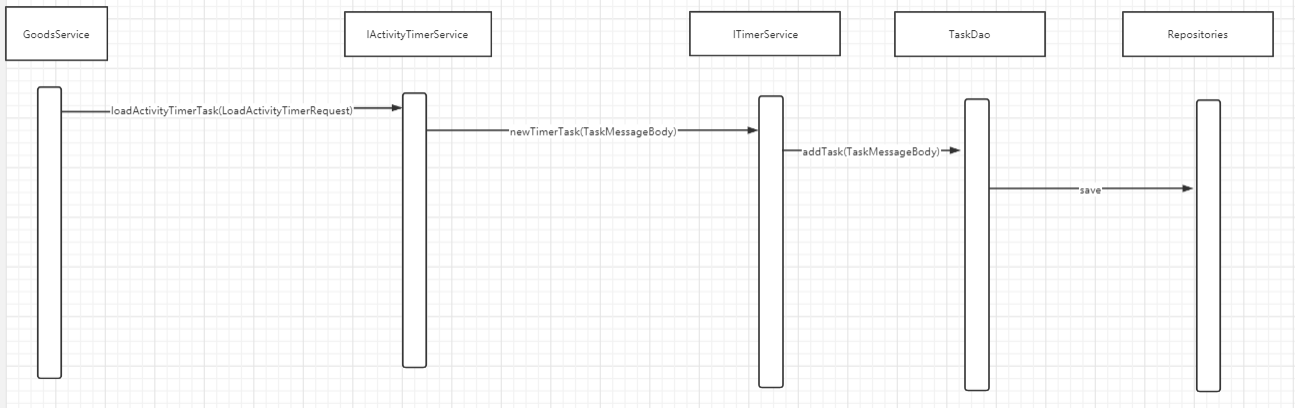 GoodsService
IActivityTimerService
ITimerService
TaskDao
Repositories
loadActivityTimerTask(LoadActivityTimerRequest)
newTimerTask(TaskMessageBody)
addTask(TaskMessageBody)
save